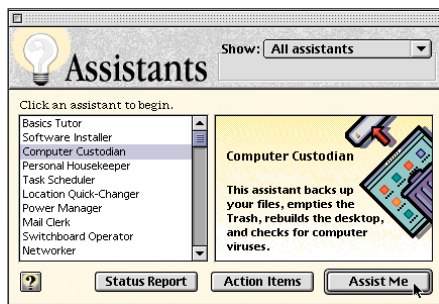 Assistants
Show: All assistants
Click an assistant to begin.
Basics Tutor
Software Installer
Computer Custodian
Personal Housekeeper
Task Scheduler
Location Quick-Changer
Power Manager
Mail Clerk
Switchboard Operator
Networker
Computer Custodian
This assistant backs up
your files, empties the
Trash, rebuilds the desktop,
and checks for computer
viruses.
?
Status Report
Action Items
Assist Me